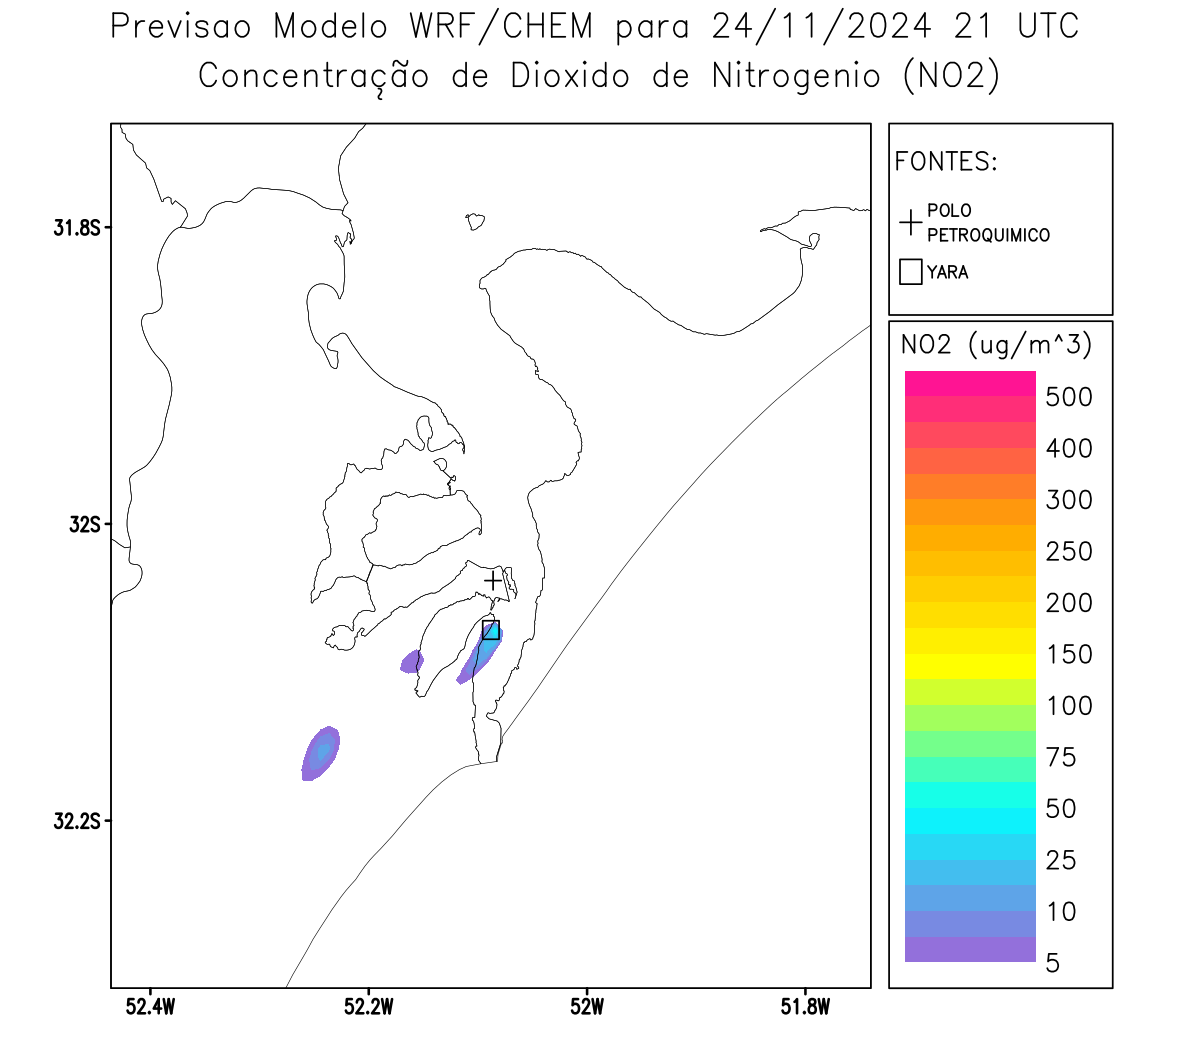 Previsao Modelo WRF/CHEM para 24/11/2024 21 UTC
Concentração de Dioxido de Nitrogenio (NO2)
FONTES:
POLO
PETROQUIMICO
YARA
NO2 (ug/m^3)
500
400
300
250
200
150
100
75
50
25
10
5
31.8S
32S
32.2S
52.4W
52.2W
52W
51.8W